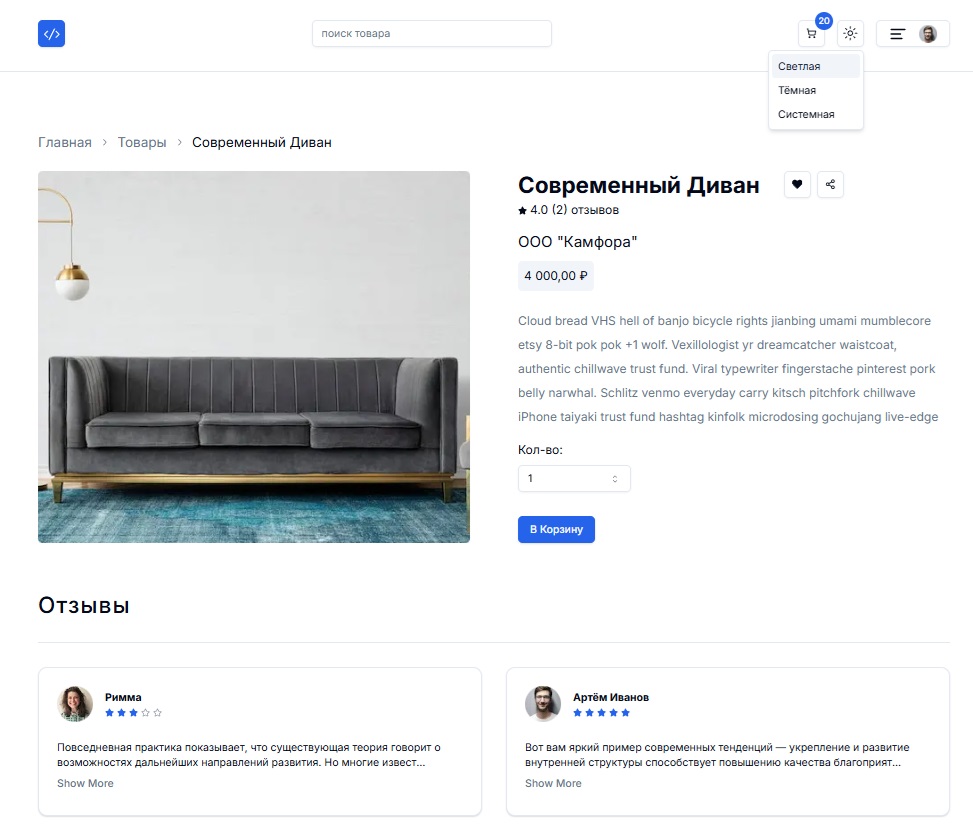 </>
поиск товара
20
Светлая
Тёмная
Системная
Главная > Товары > Современный Диван
Современный Диван
4.0 (2) отзывов
ООО "Камфора"
4 000,00 ₽
Cloud bread VHS hell of banjo bicycle rights jianbing umami mumblecore
etsy 8-bit pok pok +1 wolf. Vexillologist yr dreamcatcher waistcoat,
authentic chillwave trust fund. Viral typewriter fingerstache pinterest pork
belly narwhal. Schlitz venmo everyday carry kitsch pitchfork chillwave
iPhone taiyaki trust fund hashtag kinfolk microdosing gochujang live-edge
Кол-во:
1
В Корзину
Отзывы
Римма
Повседневная практика показывает, что существующая теория говорит о
возможностях дальнейших направлений развития. Но многие извест...
Show More
Артём Иванов
Вот вам яркий пример современных тенденций — укрепление и развитие
внутренней структуры способствует повышению качества благоприят...
Show More